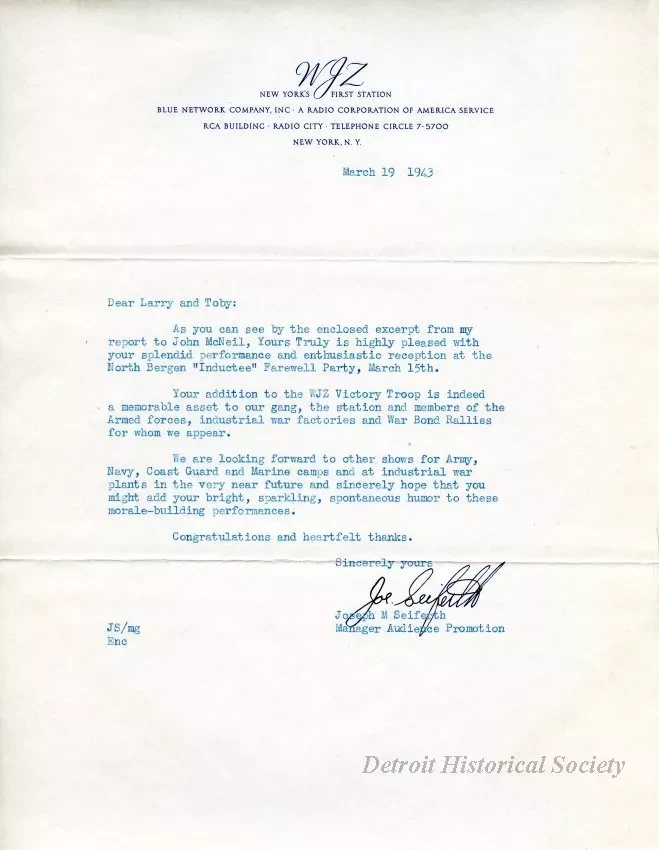 WJZ
NEW YORK'S FIRST STATION
BLUE NETWORK COMPANY, INC · A RADIO CORPORATION OF AMERICA SERVICE
RCA BUILDING · RADIO CITY · TELEPHONE CIRCLE 7-5700
NEW YORK, N. Y.
March 19 1943
Dear Larry and Toby:
As you can see by the enclosed excerpt from my
report to John McNeil, Yours Truly is highly pleased with
your splendid performance and enthusiastic reception at the
North Bergen "Inductee" Farewell Party, March 15th.
Your addition to the WJZ Victory Troop is indeed
a memorable asset to our gang, the station and members of the
Armed forces, industrial war factories and War Bond Rallies
for whom we appear.
We are looking forward to other shows for Army,
Navy, Coast Guard and Marine camps and at industrial war
plants in the very near future and sincerely hope that you
might add your bright, sparkling, spontaneous humor to these
morale-building performances.
Congratulations and heartfelt thanks.
Sincerely yours
Joe Seiferth
Joseph M Seiferth
Manager Audience Promotion
JS/mg
Enc
Detroit Historical Society